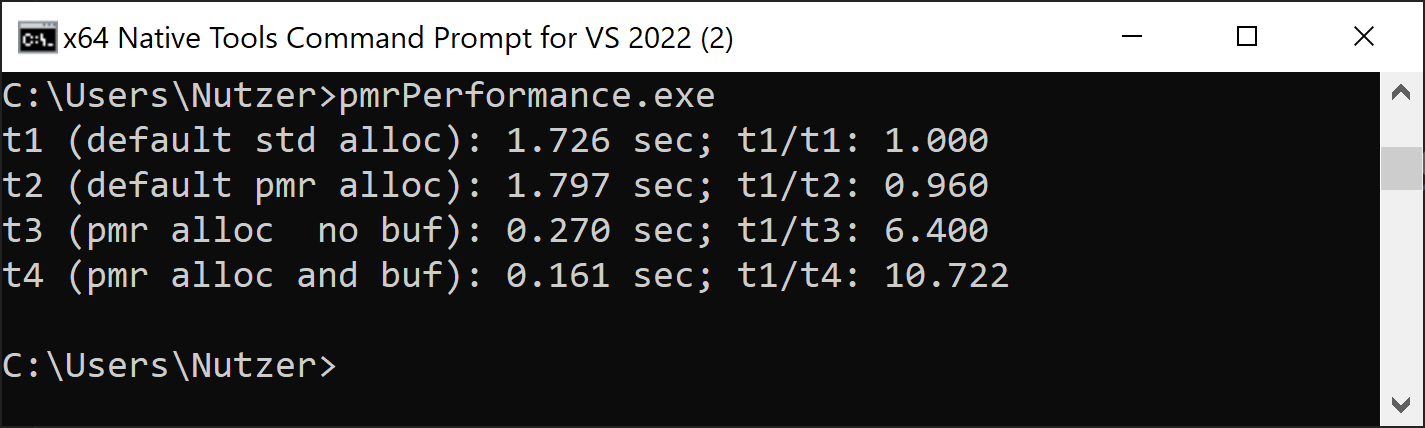 x64 Native Tools Command Prompt for VS 2022 (2)
C:\Users\Nutzer>pmrPerformance.exe
t1 (default std alloc): 1.726 sec; t1/t1: 1.000
t2 (default pmr alloc): 1.797 sec; t1/t2: 0.960
t3 (pmr alloc  no buf): 0.270 sec; t1/t3: 6.400
t4 (pmr alloc and buf): 0.161 sec; t1/t4: 10.722
C:\Users\Nutzer>